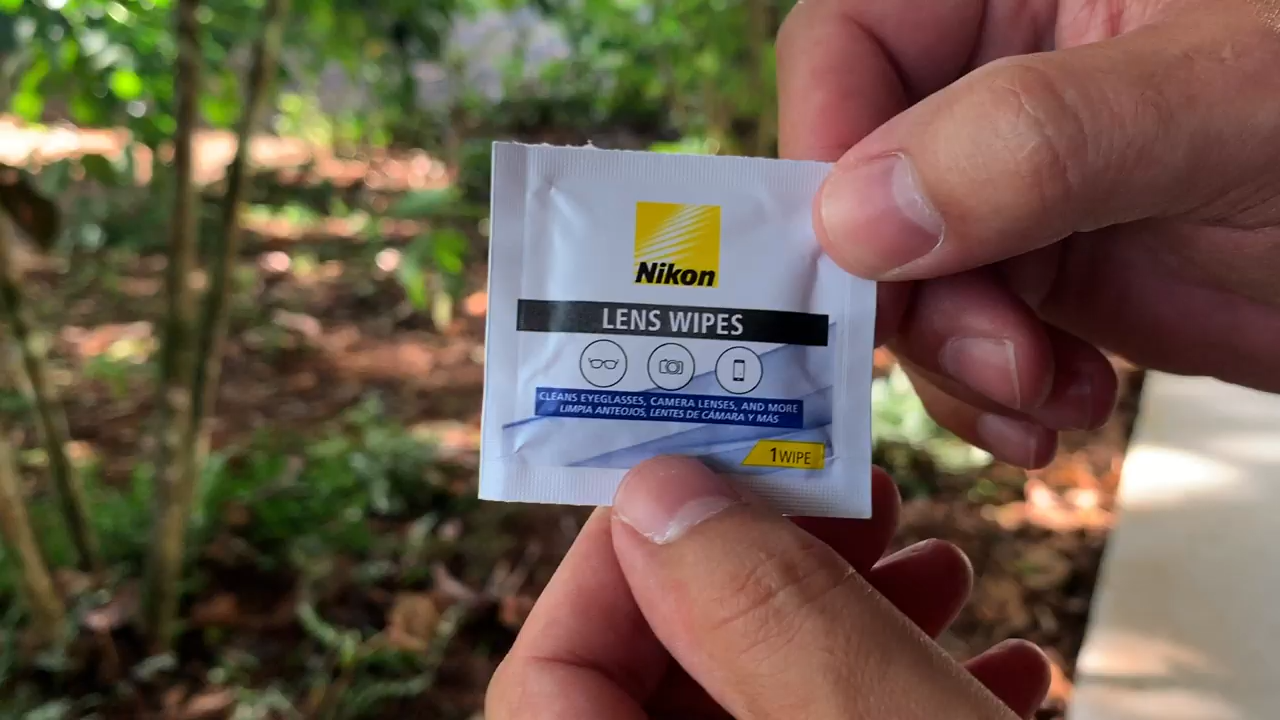 Nikon
LENS WIPES
CLEANS EYEGLASSES, CAMERA LENSES, AND MORE
LIMPIA ANTEOJOS, LENTES DE CÁMARA Y MÁS
1 WIPE